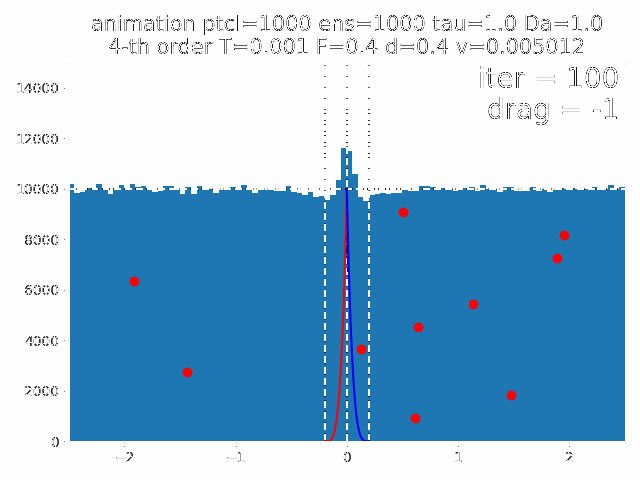 animation ptcl=1000 ens=1000 tau=1.0 Da=1.0
4-th order T=0.001 F=0.4 d=0.4 v=0.005012
iter = 100
drag = -1
14000
12000
10000
8000
6000
4000
2000
0
−2 −1 0 1 2